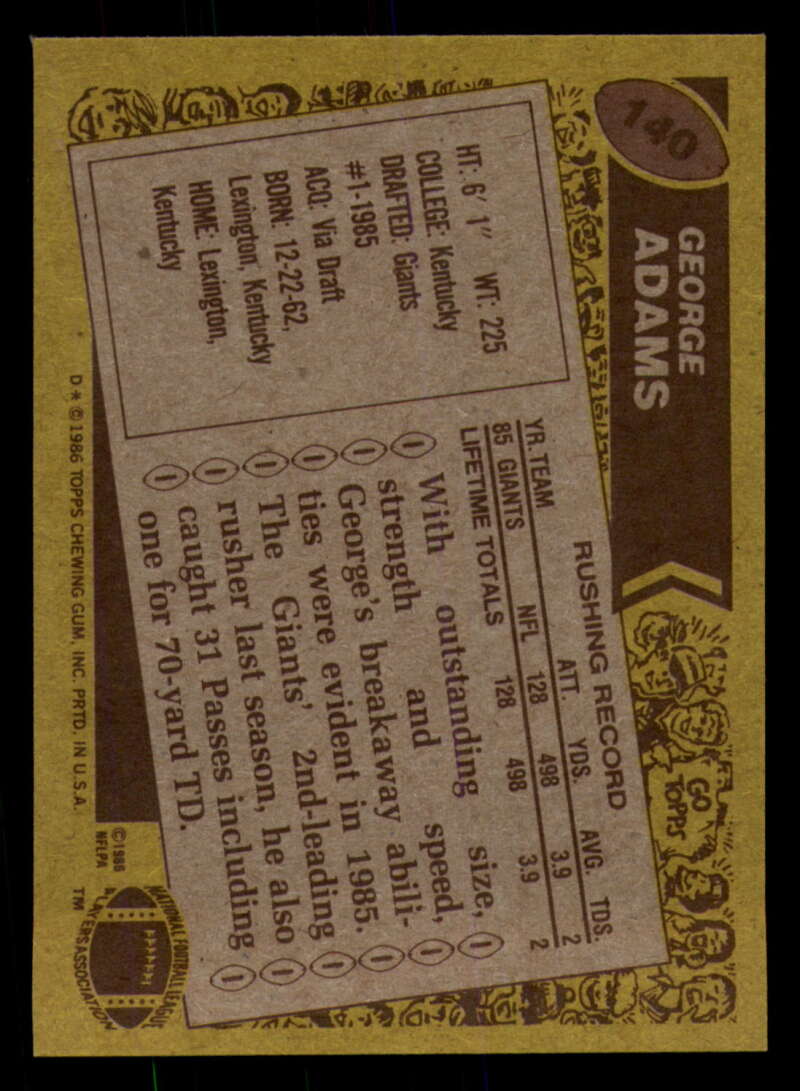 140
GEORGE
ADAMS
HT: 6' 1" WT: 225
COLLEGE: Kentucky
DRAFTED: Giants
#1-1985
ACQ: Via Draft
BORN: 12-22-62,
Lexington, Kentucky
HOME: Lexington,
Kentucky
RUSHING RECORD
YR. TEAM ATT. YDS. AVG. TDS.
85 GIANTS NFL 128 498 3.9 2
LIFETIME TOTALS 128 498 3.9 2
With outstanding size,
strength and speed,
George's breakaway abili-
ties were evident in 1985.
The Giants' 2nd-leading
rusher last season, he also
caught 31 Passes including
one for 70-yard TD.
GO
TOPPS
D*©1986 TOPPS CHEWING GUM, INC. PRTD. IN U.S.A.
©1986
NFLPA
NATIONAL FOOTBALL LEAGUE
PLAYERS ASSOCIATION
TM